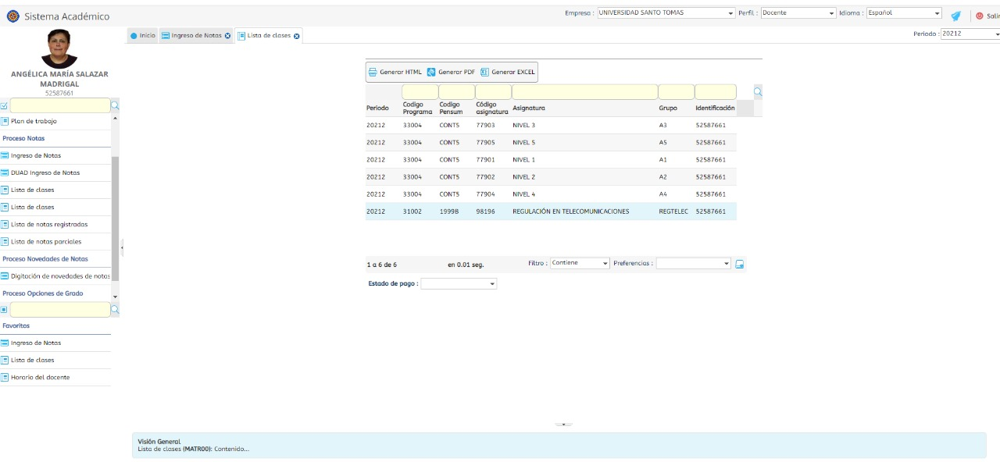 Sistema Académico
Empresa : UNIVERSIDAD SANTO TOMAS Perfil : Docente Idioma : Español Salir
Inicio Ingreso de Notas Lista de clases
Periodo : 20212
ANGÉLICA MARÍA SALAZAR
MADRIGAL
52587661
Plan de trabajo
Proceso Notas
Ingreso de Notas
DUAD Ingreso de Notas
Lista de clases
Lista de clases
Lista de notas registradas
Lista de notas parciales
Proceso Novedades de Notas
Digitación de novedades de notas
Proceso Opciones de Grado
Favoritos
Ingreso de Notas
Lista de clases
Horario del docente
Generar HTML Generar PDF Generar EXCEL
Periodo Codigo Programa Codigo Pensum Código asignatura Asignatura Grupo Identificación
20212 33004 CONT5 77903 NIVEL 3 A3 52587661
20212 33004 CONT5 77905 NIVEL 5 A5 52587661
20212 33004 CONT5 77901 NIVEL 1 A1 52587661
20212 33004 CONT5 77902 NIVEL 2 A2 52587661
20212 33004 CONT5 77904 NIVEL 4 A4 52587661
20212 31002 1999B 98196 REGULACIÓN EN TELECOMUNICACIONES REGTELEC 52587661
1 a 6 de 6 en 0.01 seg. Filtro : Contiene Preferencias :
Estado de pago :
Visión General
Lista de clases (MATR00): Contenido...